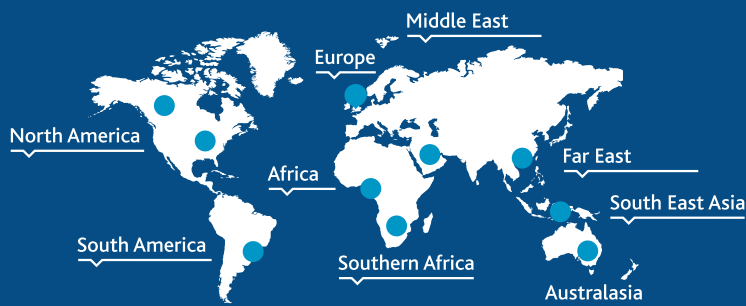 Middle East
Europe
North America
Far East
Africa
South East Asia
South America
Southern Africa
Australasia